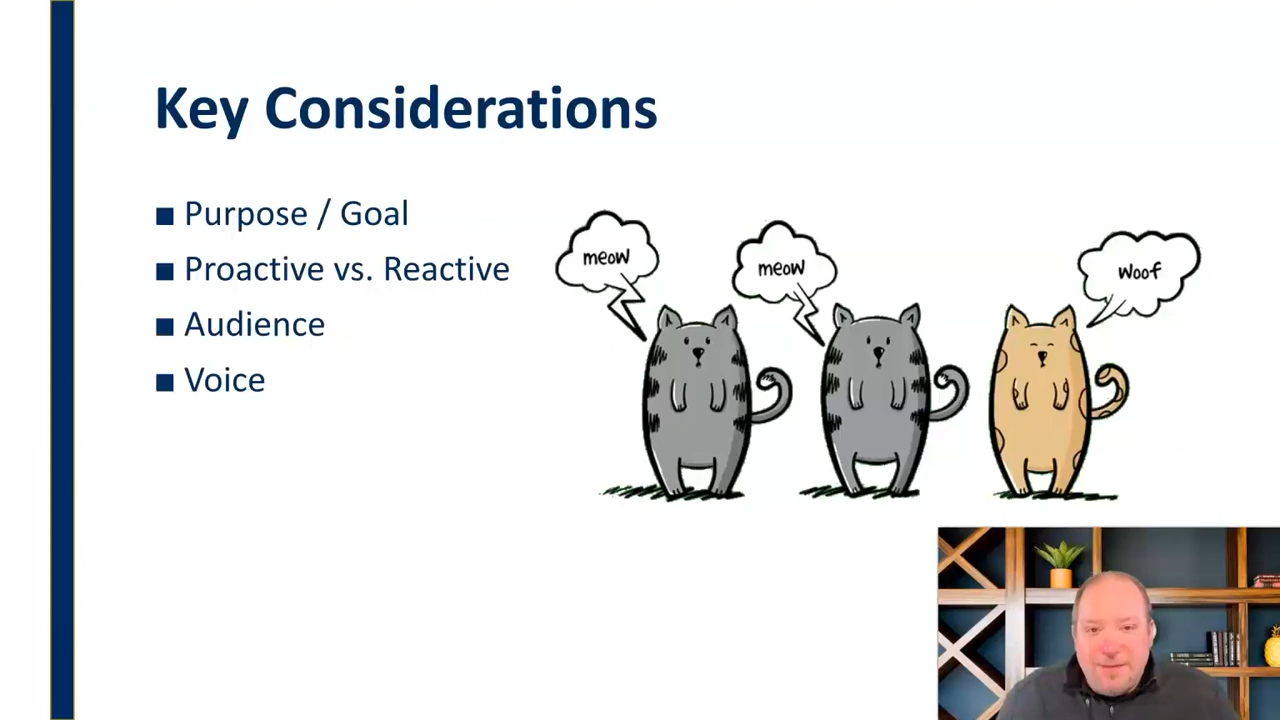 Key Considerations
Purpose / Goal
Proactive vs. Reactive
Audience
Voice
meow
meow
Woof